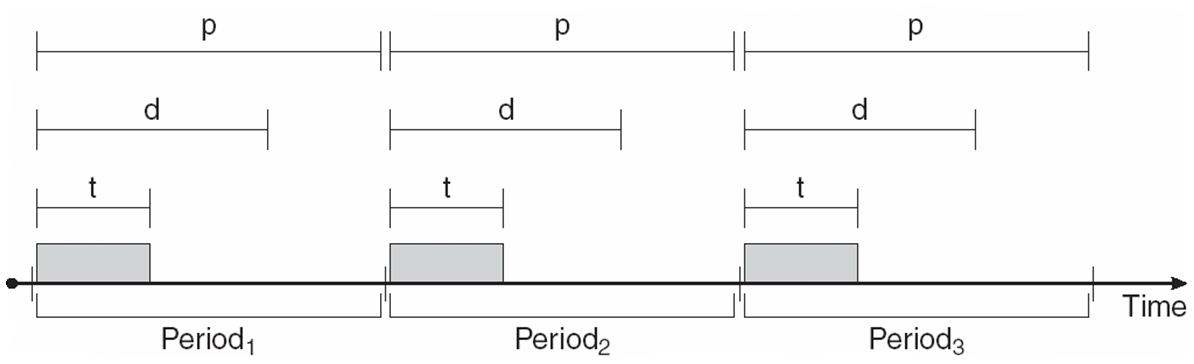 p p p
d d d
t t t
Time
Period₁ Period₂ Period₃